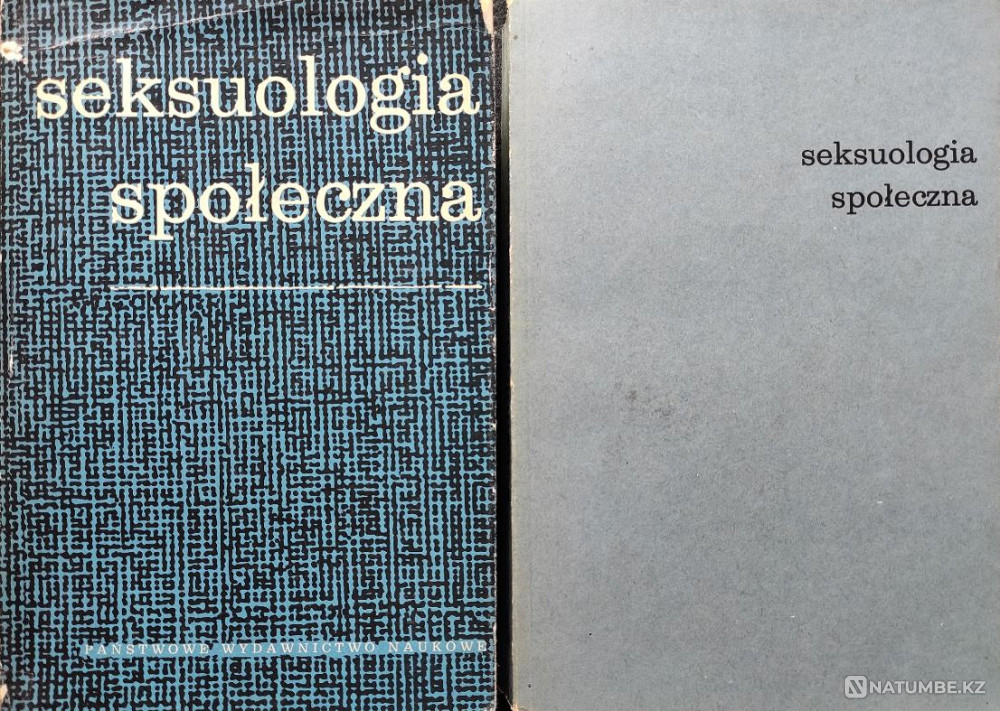 seksuologia
społeczna
PAŃSTWOWE WYDAWNICTWO NAUKOWE
seksuologia
społeczna
NATUMBE.KZ